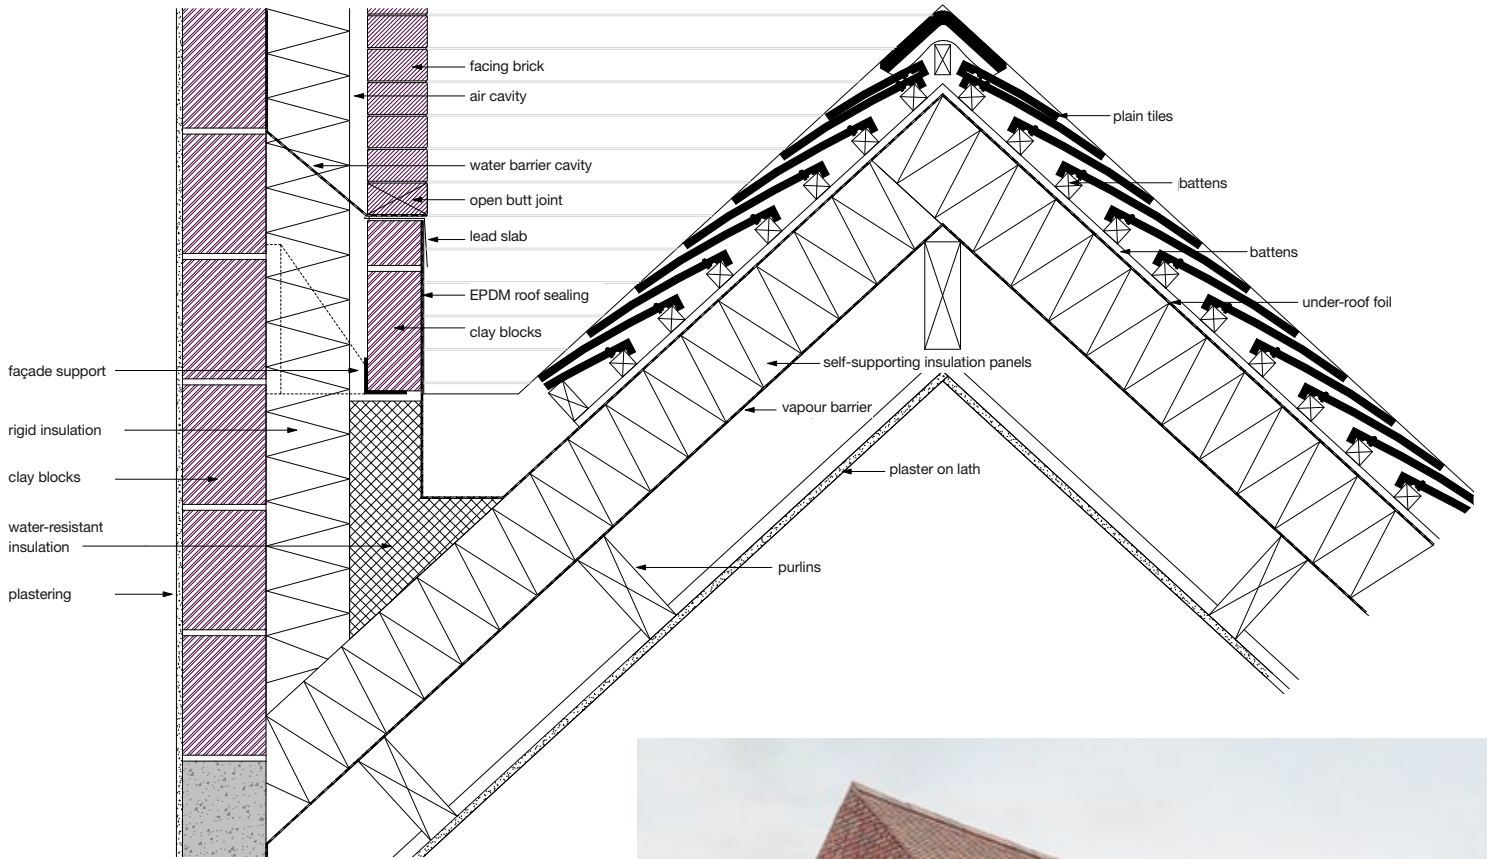 facing brick
air cavity
water barrier cavity
open butt joint
lead slab
EPDM roof sealing
clay blocks
façade support
rigid insulation
clay blocks
water-resistant
insulation
plastering
plain tiles
battens
battens
under-roof foil
self-supporting insulation panels
vapour barrier
plaster on lath
purlins